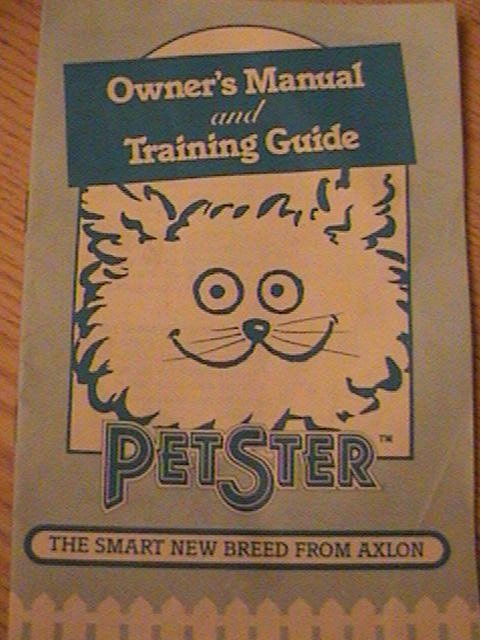 Owner's Manual
and
Training Guide
PETSTER™
THE SMART NEW BREED FROM AXLON